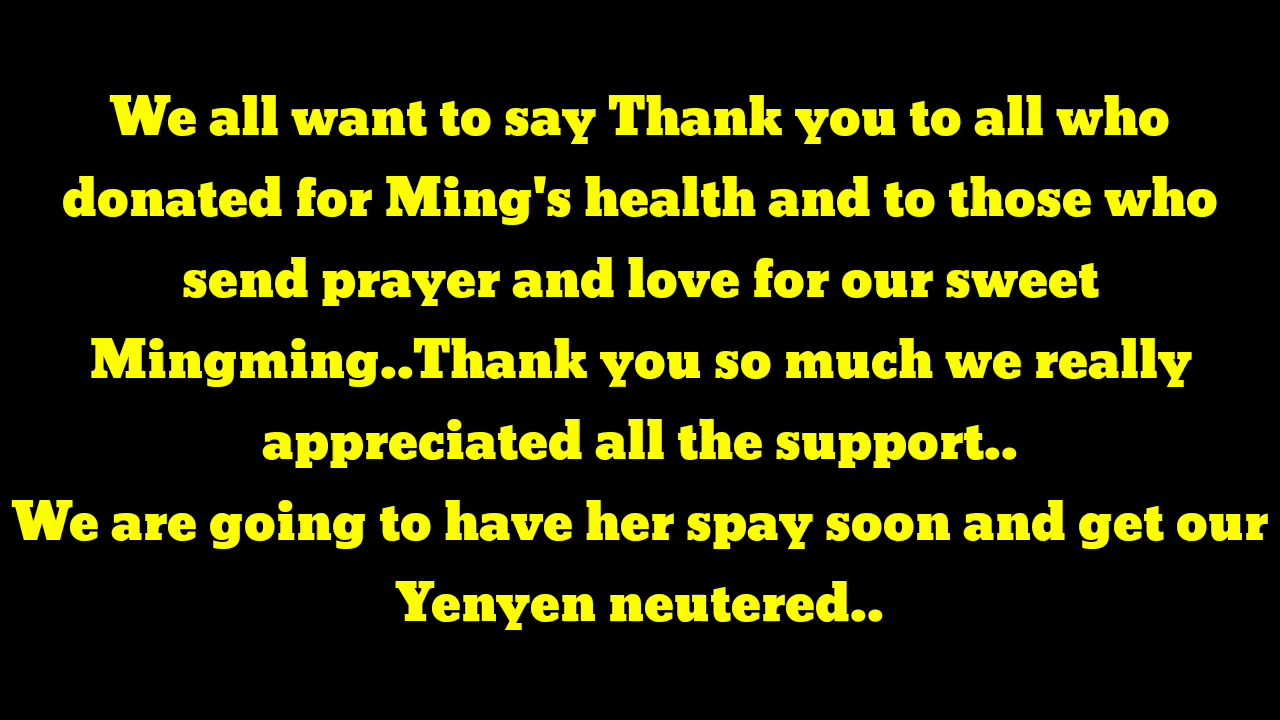 We all want to say Thank you to all who
donated for Ming's health and to those who
send prayer and love for our sweet
Mingming..Thank you so much we really
appreciated all the support..
We are going to have her spay soon and get our
Yenyen neutered..